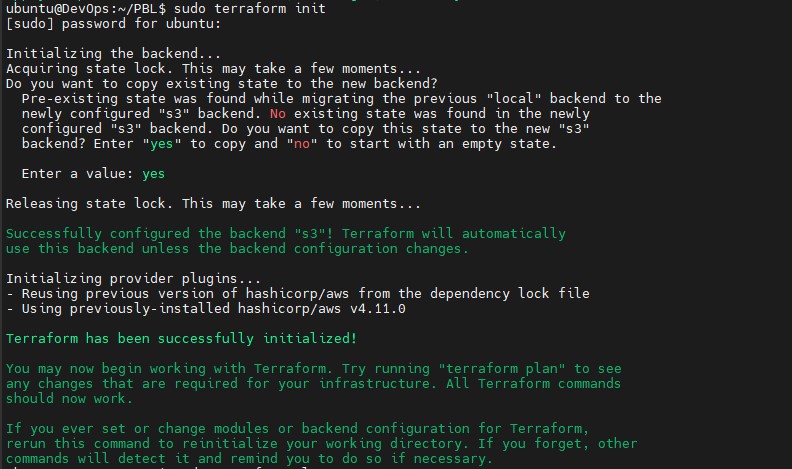 ubuntu@DevOps:~/PBL$ sudo terraform init
[sudo] password for ubuntu:
Initializing the backend...
Acquiring state lock. This may take a few moments...
Do you want to copy existing state to the new backend?
Pre-existing state was found while migrating the previous "local" backend to the
newly configured "s3" backend. No existing state was found in the newly
configured "s3" backend. Do you want to copy this state to the new "s3"
backend? Enter "yes" to copy and "no" to start with an empty state.
Enter a value: yes
Releasing state lock. This may take a few moments...
Successfully configured the backend "s3"! Terraform will automatically
use this backend unless the backend configuration changes.
Initializing provider plugins...
- Reusing previous version of hashicorp/aws from the dependency lock file
- Using previously-installed hashicorp/aws v4.11.0
Terraform has been successfully initialized!
You may now begin working with Terraform. Try running "terraform plan" to see
any changes that are required for your infrastructure. All Terraform commands
should now work.
If you ever set or change modules or backend configuration for Terraform,
rerun this command to reinitialize your working directory. If you forget, other
commands will detect it and remind you to do so if necessary.